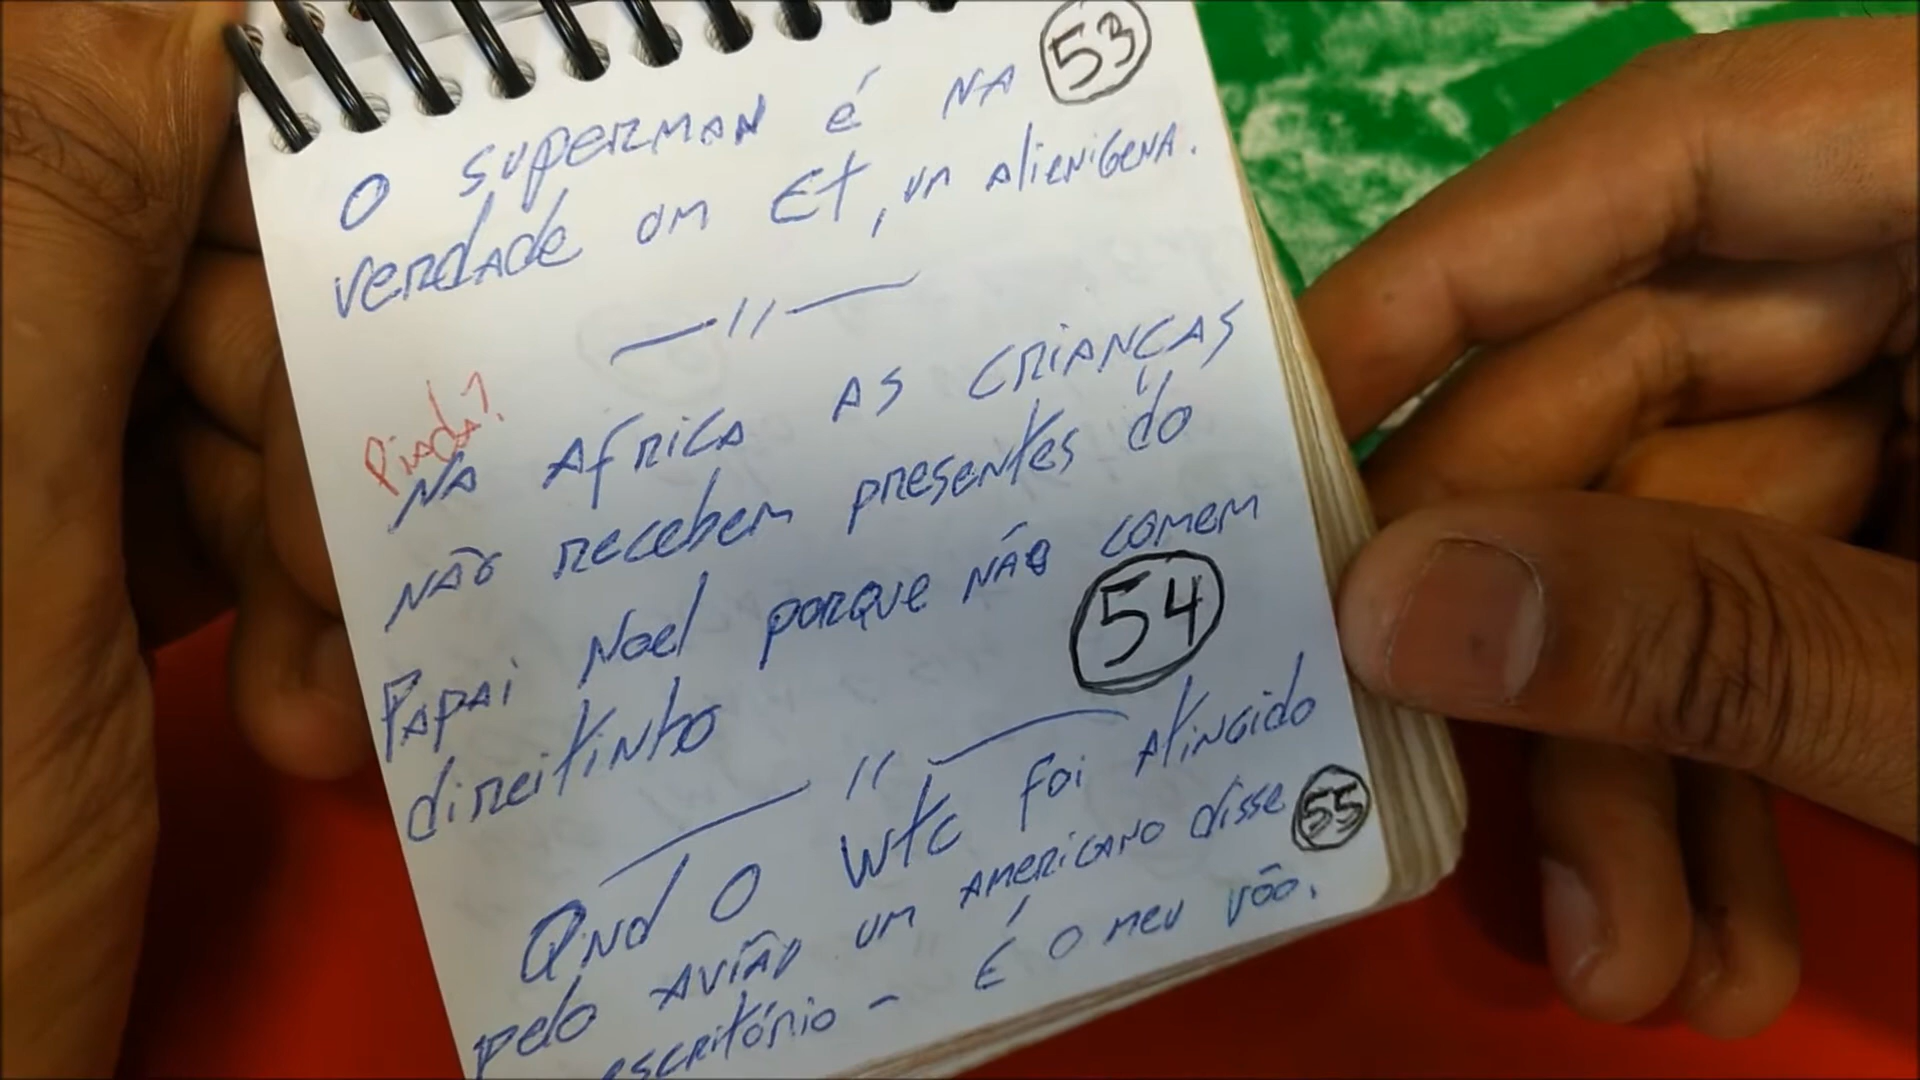 O SUPERMAN É NA 53
VERDADE UM Et, UM AlIENIGENA.
— // —
Piada?
NA AfRICA AS CRIANÇAS
NÃO RECEBEM PRESENTES do
PAPAI NOEl PORQUE NÃO COMEM
diREITINHO 54
— // —
QNd O WtC FOI AtINGIdO
PELO AVIÃO UM AMERICANO disse 55
ESCRITÓRIO - É O MEU VÔO.